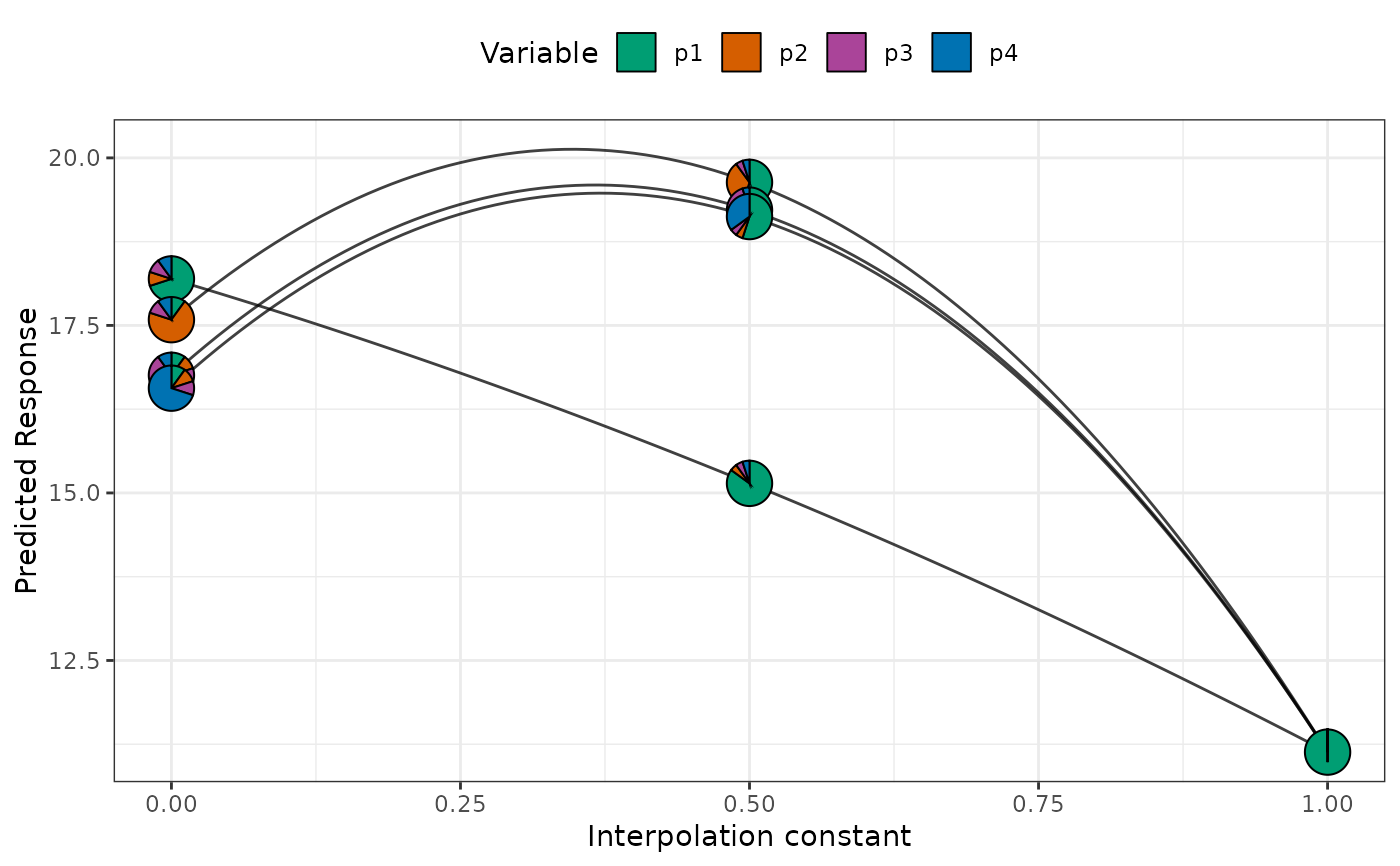 Variable p1 p2 p3 p4
Predicted Response
20.0
17.5
15.0
12.5
0.00 0.25 0.50 0.75 1.00
Interpolation constant